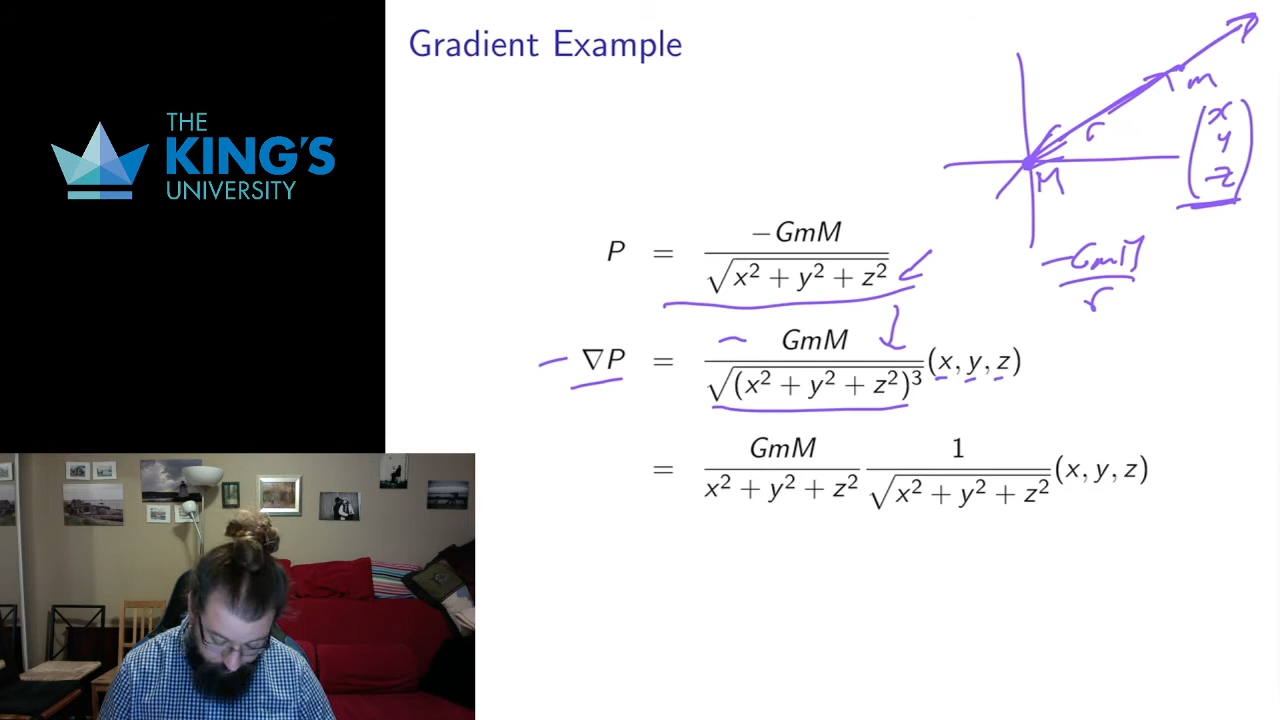 Gradient Example
THE
KING'S
UNIVERSITY
m
r
M
(x
y
z)
P = −GmM / √(x² + y² + z²)
−GmM / r
− ∇P = − GmM / √(x² + y² + z²)³ (x, y, z)
= GmM / (x² + y² + z²) 1 / √(x² + y² + z²) (x, y, z)